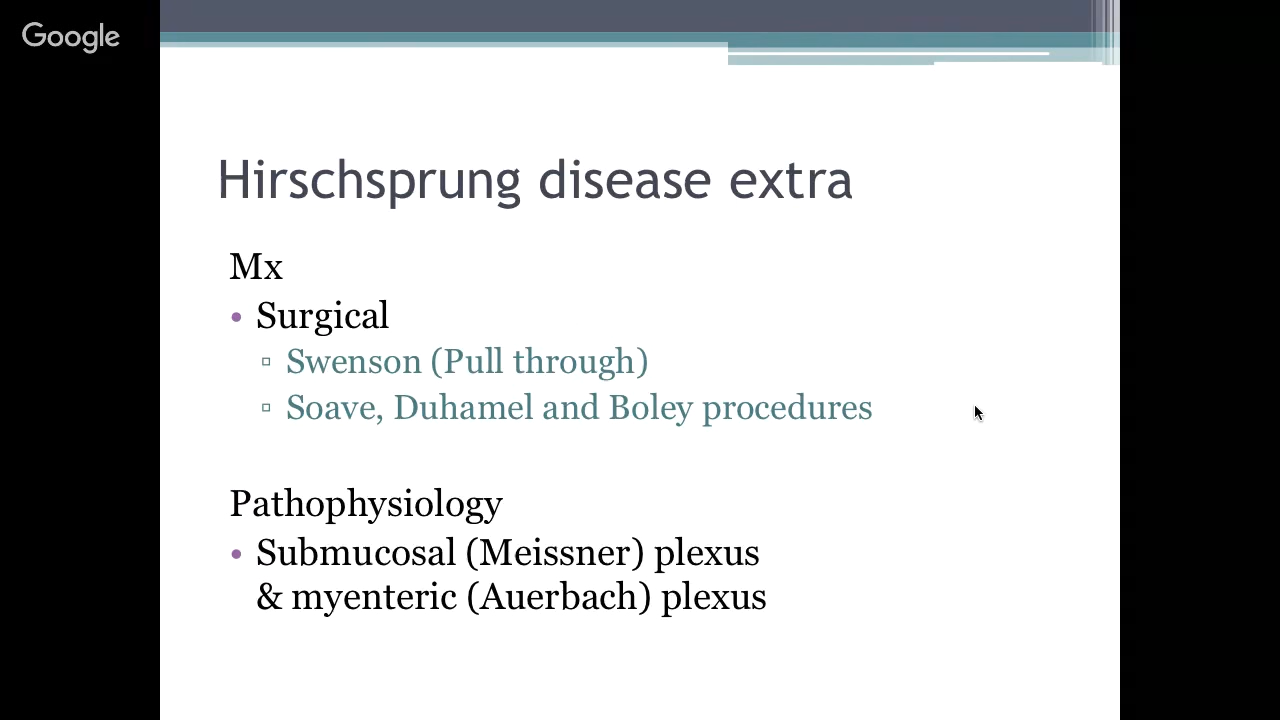 Google
Hirschsprung disease extra
Mx
• Surgical
▫ Swenson (Pull through)
▫ Soave, Duhamel and Boley procedures
Pathophysiology
• Submucosal (Meissner) plexus
& myenteric (Auerbach) plexus